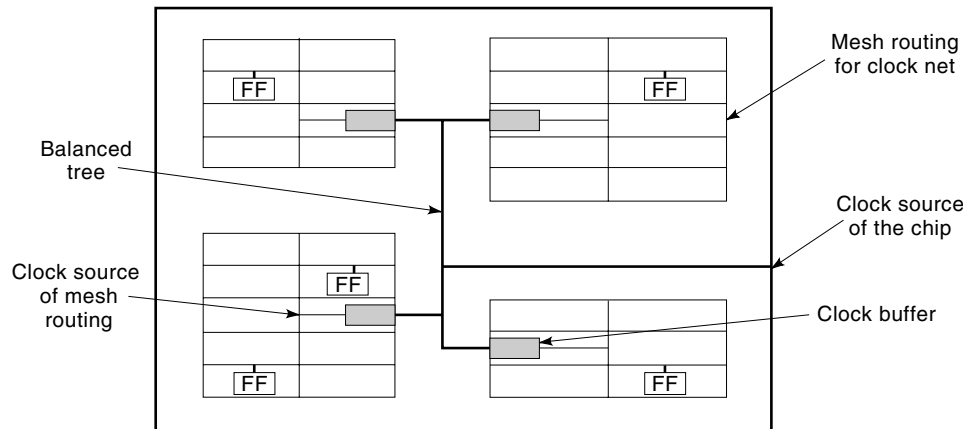 Mesh routing
for clock net
FF
FF
Balanced
tree
Clock source
of the chip
Clock source
of mesh
routing
FF
Clock buffer
FF
FF